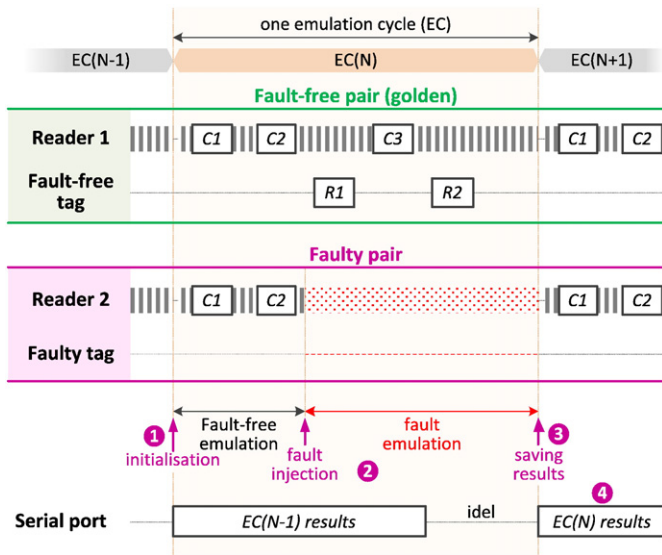 one emulation cycle (EC)
EC(N-1) EC(N) EC(N+1)
Fault-free pair (golden)
Reader 1 C1 C2 C3 C1 C2
Fault-free
tag
R1 R2
Faulty pair
Reader 2 C1 C2 C1 C2
Faulty tag
1 Fault-free fault 3
initialisation emulation fault emulation saving
injection 2 results
4
Serial port EC(N-1) results idel EC(N) results